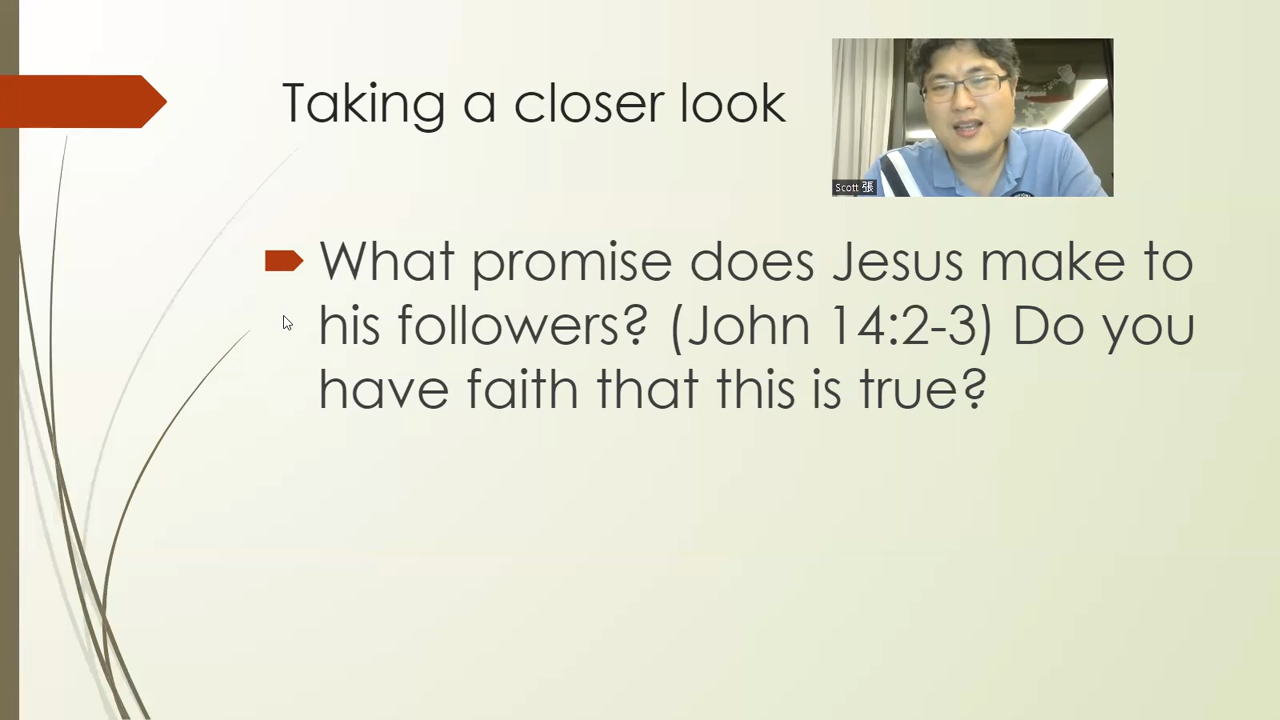 Taking a closer look
Scott 張
What promise does Jesus make to
his followers? (John 14:2-3) Do you
have faith that this is true?